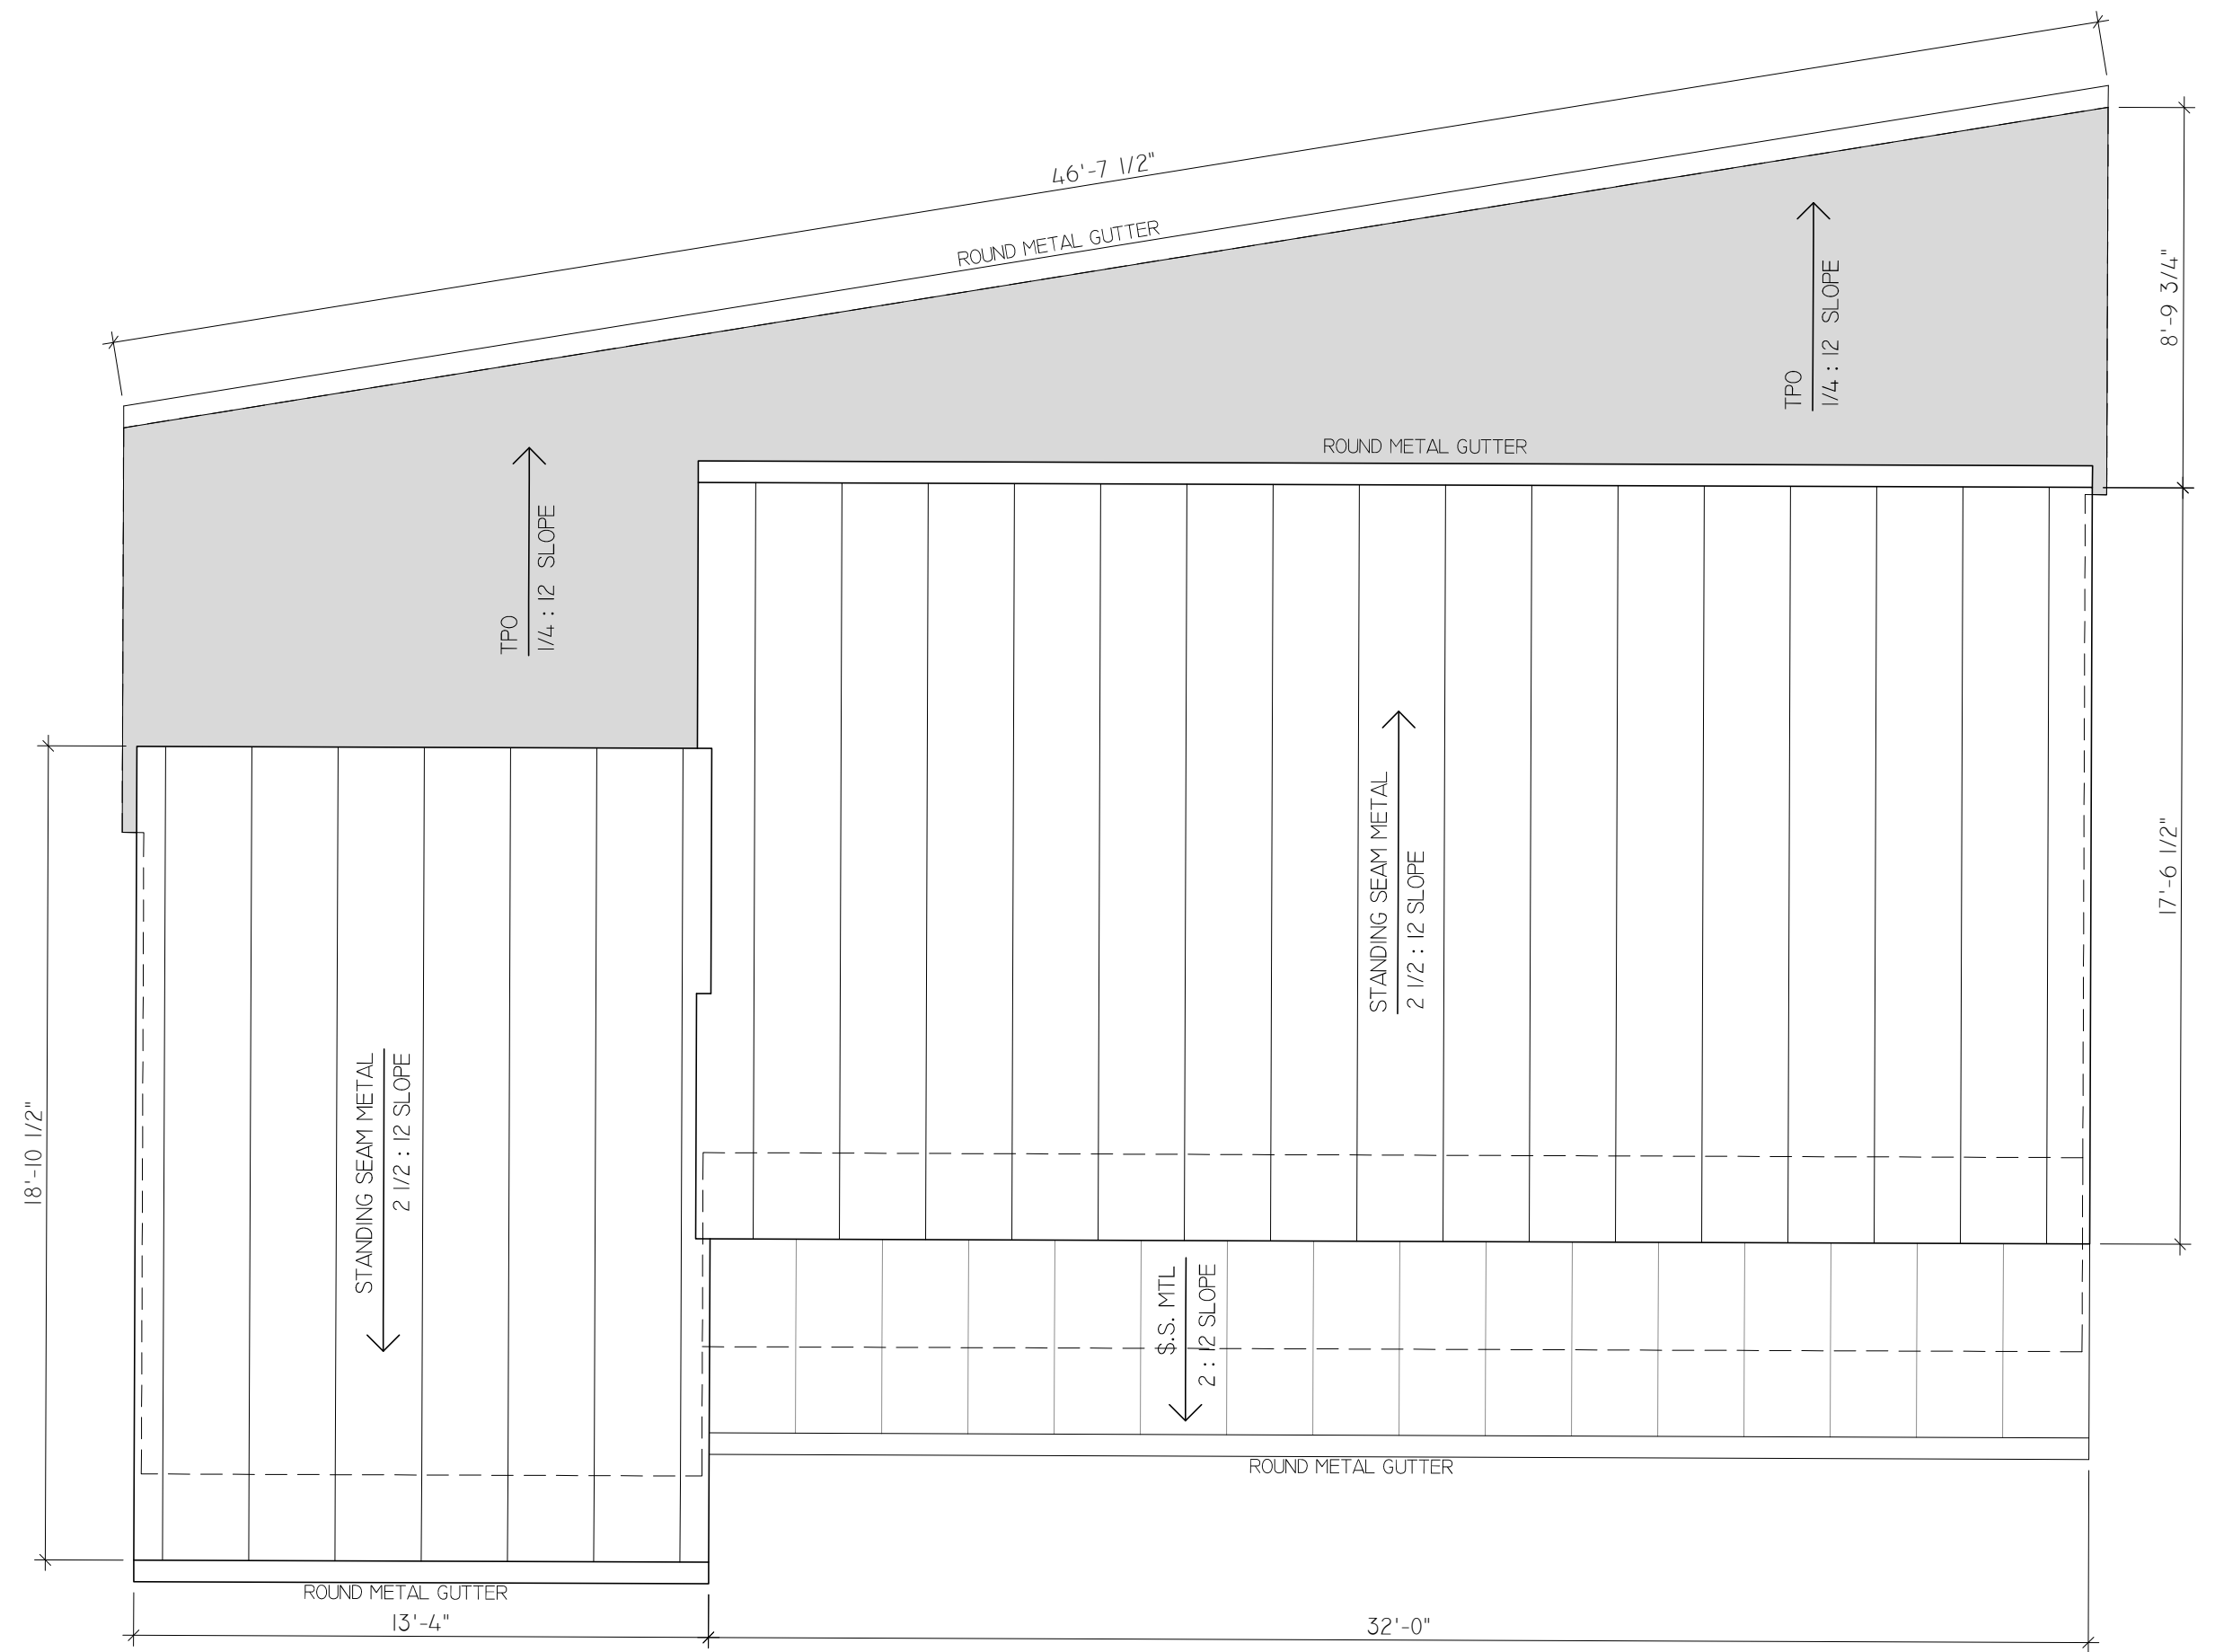 46'-7 1/2"
ROUND METAL GUTTER
TPO
1/4 : 12 SLOPE
8'-9 3/4"
ROUND METAL GUTTER
TPO
1/4 : 12 SLOPE
STANDING SEAM METAL
2 1/2 : 12 SLOPE
17'-6 1/2"
18'-10 1/2"
STANDING SEAM METAL
2 1/2 : 12 SLOPE
S.S. MTL
2 : 12 SLOPE
ROUND METAL GUTTER
ROUND METAL GUTTER
13'-4"
32'-0"